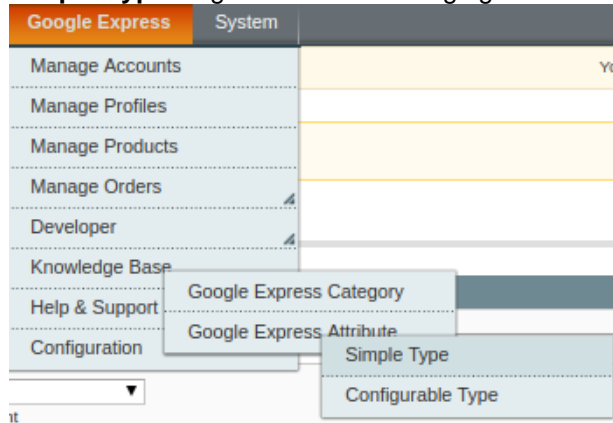 Google Express System
Manage Accounts
Manage Profiles
Manage Products
Manage Orders
Developer
Knowledge Base
Google Express Category
Help & Support
Google Express Attribute
Configuration
Simple Type
Configurable Type